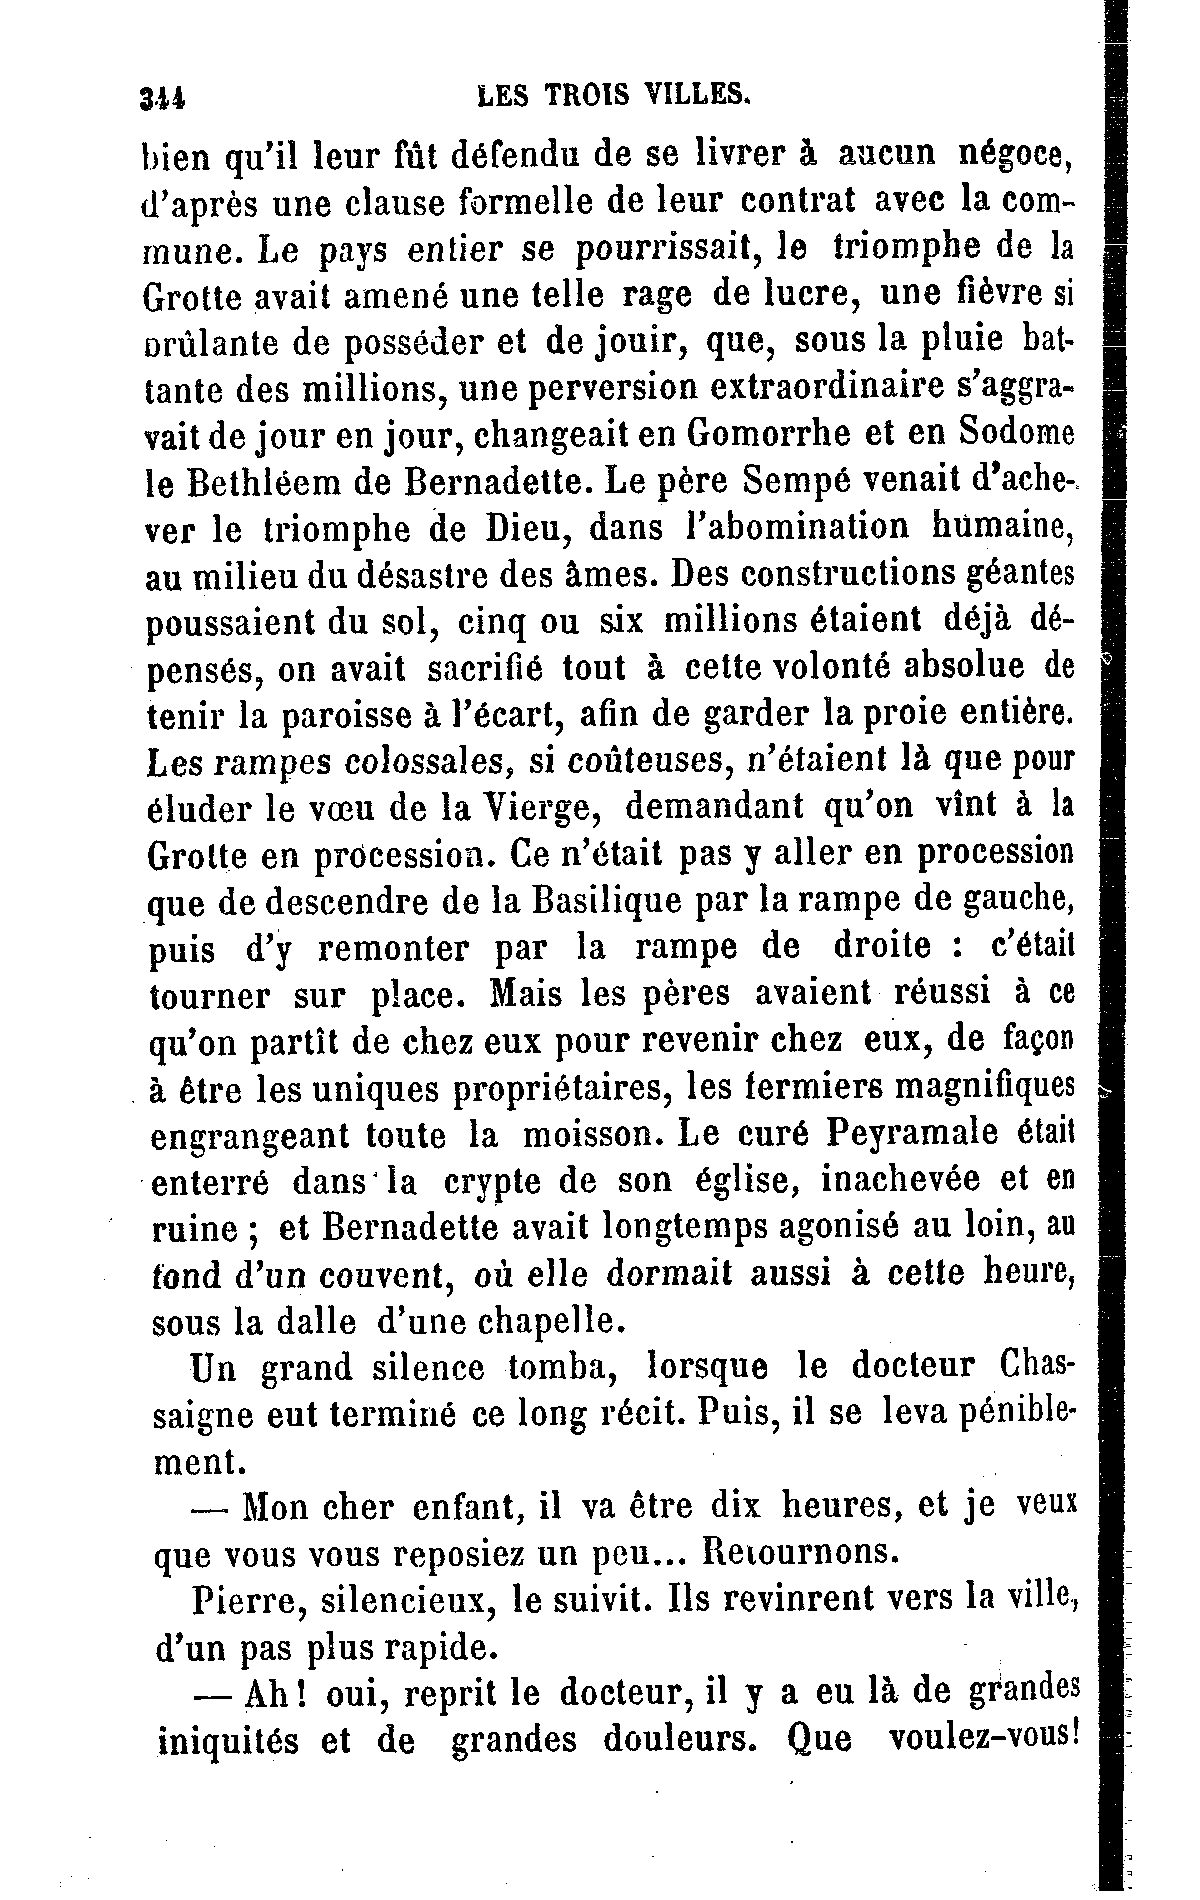 344 LES TROIS VILLES.
bien qu'il leur fût défendu de se livrer à aucun négoce,
d'après une clause formelle de leur contrat avec la com-
mune. Le pays entier se pourrissait, le triomphe de la
Grotte avait amené une telle rage de lucre, une fièvre si
brûlante de posséder et de jouir, que, sous la pluie bat-
tante des millions, une perversion extraordinaire s'aggra-
vait de jour en jour, changeait en Gomorrhe et en Sodome
le Bethléem de Bernadette. Le père Sempé venait d'ache-
ver le triomphe de Dieu, dans l'abomination humaine,
au milieu du désastre des âmes. Des constructions géantes
poussaient du sol, cinq ou six millions étaient déjà dé-
pensés, on avait sacrifié tout à cette volonté absolue de
tenir la paroisse à l'écart, afin de garder la proie entière.
Les rampes colossales, si coûteuses, n'étaient là que pour
éluder le vœu de la Vierge, demandant qu'on vînt à la
Grotte en procession. Ce n'était pas y aller en procession
que de descendre de la Basilique par la rampe de gauche,
puis d'y remonter par la rampe de droite : c'était
tourner sur place. Mais les pères avaient réussi à ce
qu'on partît de chez eux pour revenir chez eux, de façon
à être les uniques propriétaires, les fermiers magnifiques
engrangeant toute la moisson. Le curé Peyramale était
enterré dans la crypte de son église, inachevée et en
ruine ; et Bernadette avait longtemps agonisé au loin, au
fond d'un couvent, où elle dormait aussi à cette heure,
sous la dalle d'une chapelle.
Un grand silence tomba, lorsque le docteur Chas-
saigne eut terminé ce long récit. Puis, il se leva pénible-
ment.
— Mon cher enfant, il va être dix heures, et je veux
que vous vous reposiez un peu... Retournons.
Pierre, silencieux, le suivit. Ils revinrent vers la ville,
d'un pas plus rapide.
— Ah ! oui, reprit le docteur, il y a eu là de grandes
iniquités et de grandes douleurs. Que voulez-vous!